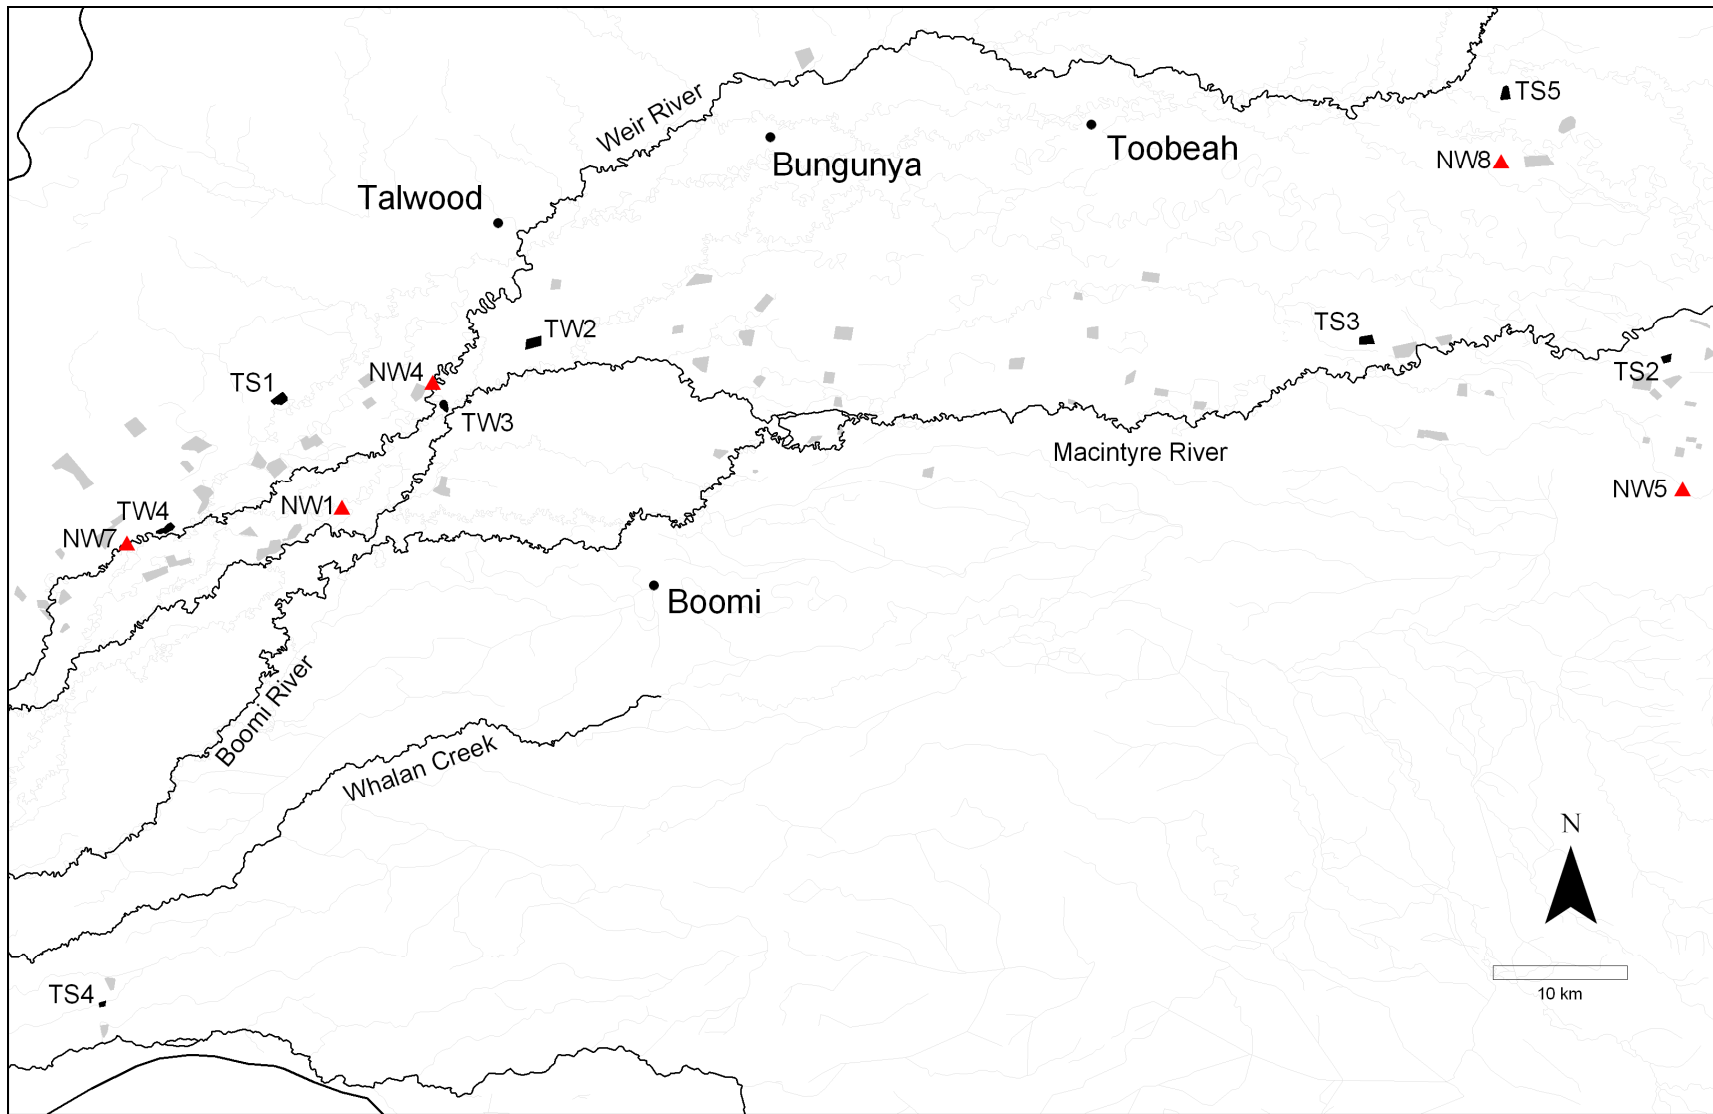 TS5
Weir River
Toobeah
Bungunya
NW8
Talwood
TS3
TW2
NW4
TS2
TS1
TW3
Macintyre River
NW5
NW1
TW4
NW7
Boomi
Boomi River
Whalan Creek
N
TS4
10 km